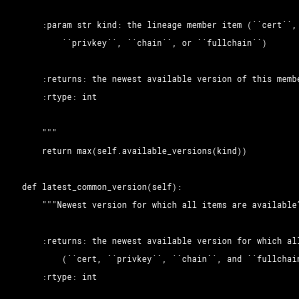 :param str kind: the lineage member item (``cert``,
``privkey``, ``chain``, or ``fullchain``)
:returns: the newest available version of this membe
:rtype: int
"""
return max(self.available_versions(kind))
def latest_common_version(self):
"""Newest version for which all items are available?
:returns: the newest available version for which all
(``cert, ``privkey``, ``chain``, and ``fullchain
:rtype: int